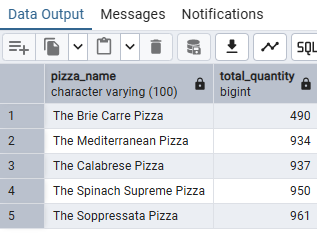 Data Output Messages Notifications
SQL
pizza_name total_quantity
character varying (100) bigint
1 The Brie Carre Pizza 490
2 The Mediterranean Pizza 934
3 The Calabrese Pizza 937
4 The Spinach Supreme Pizza 950
5 The Soppressata Pizza 961